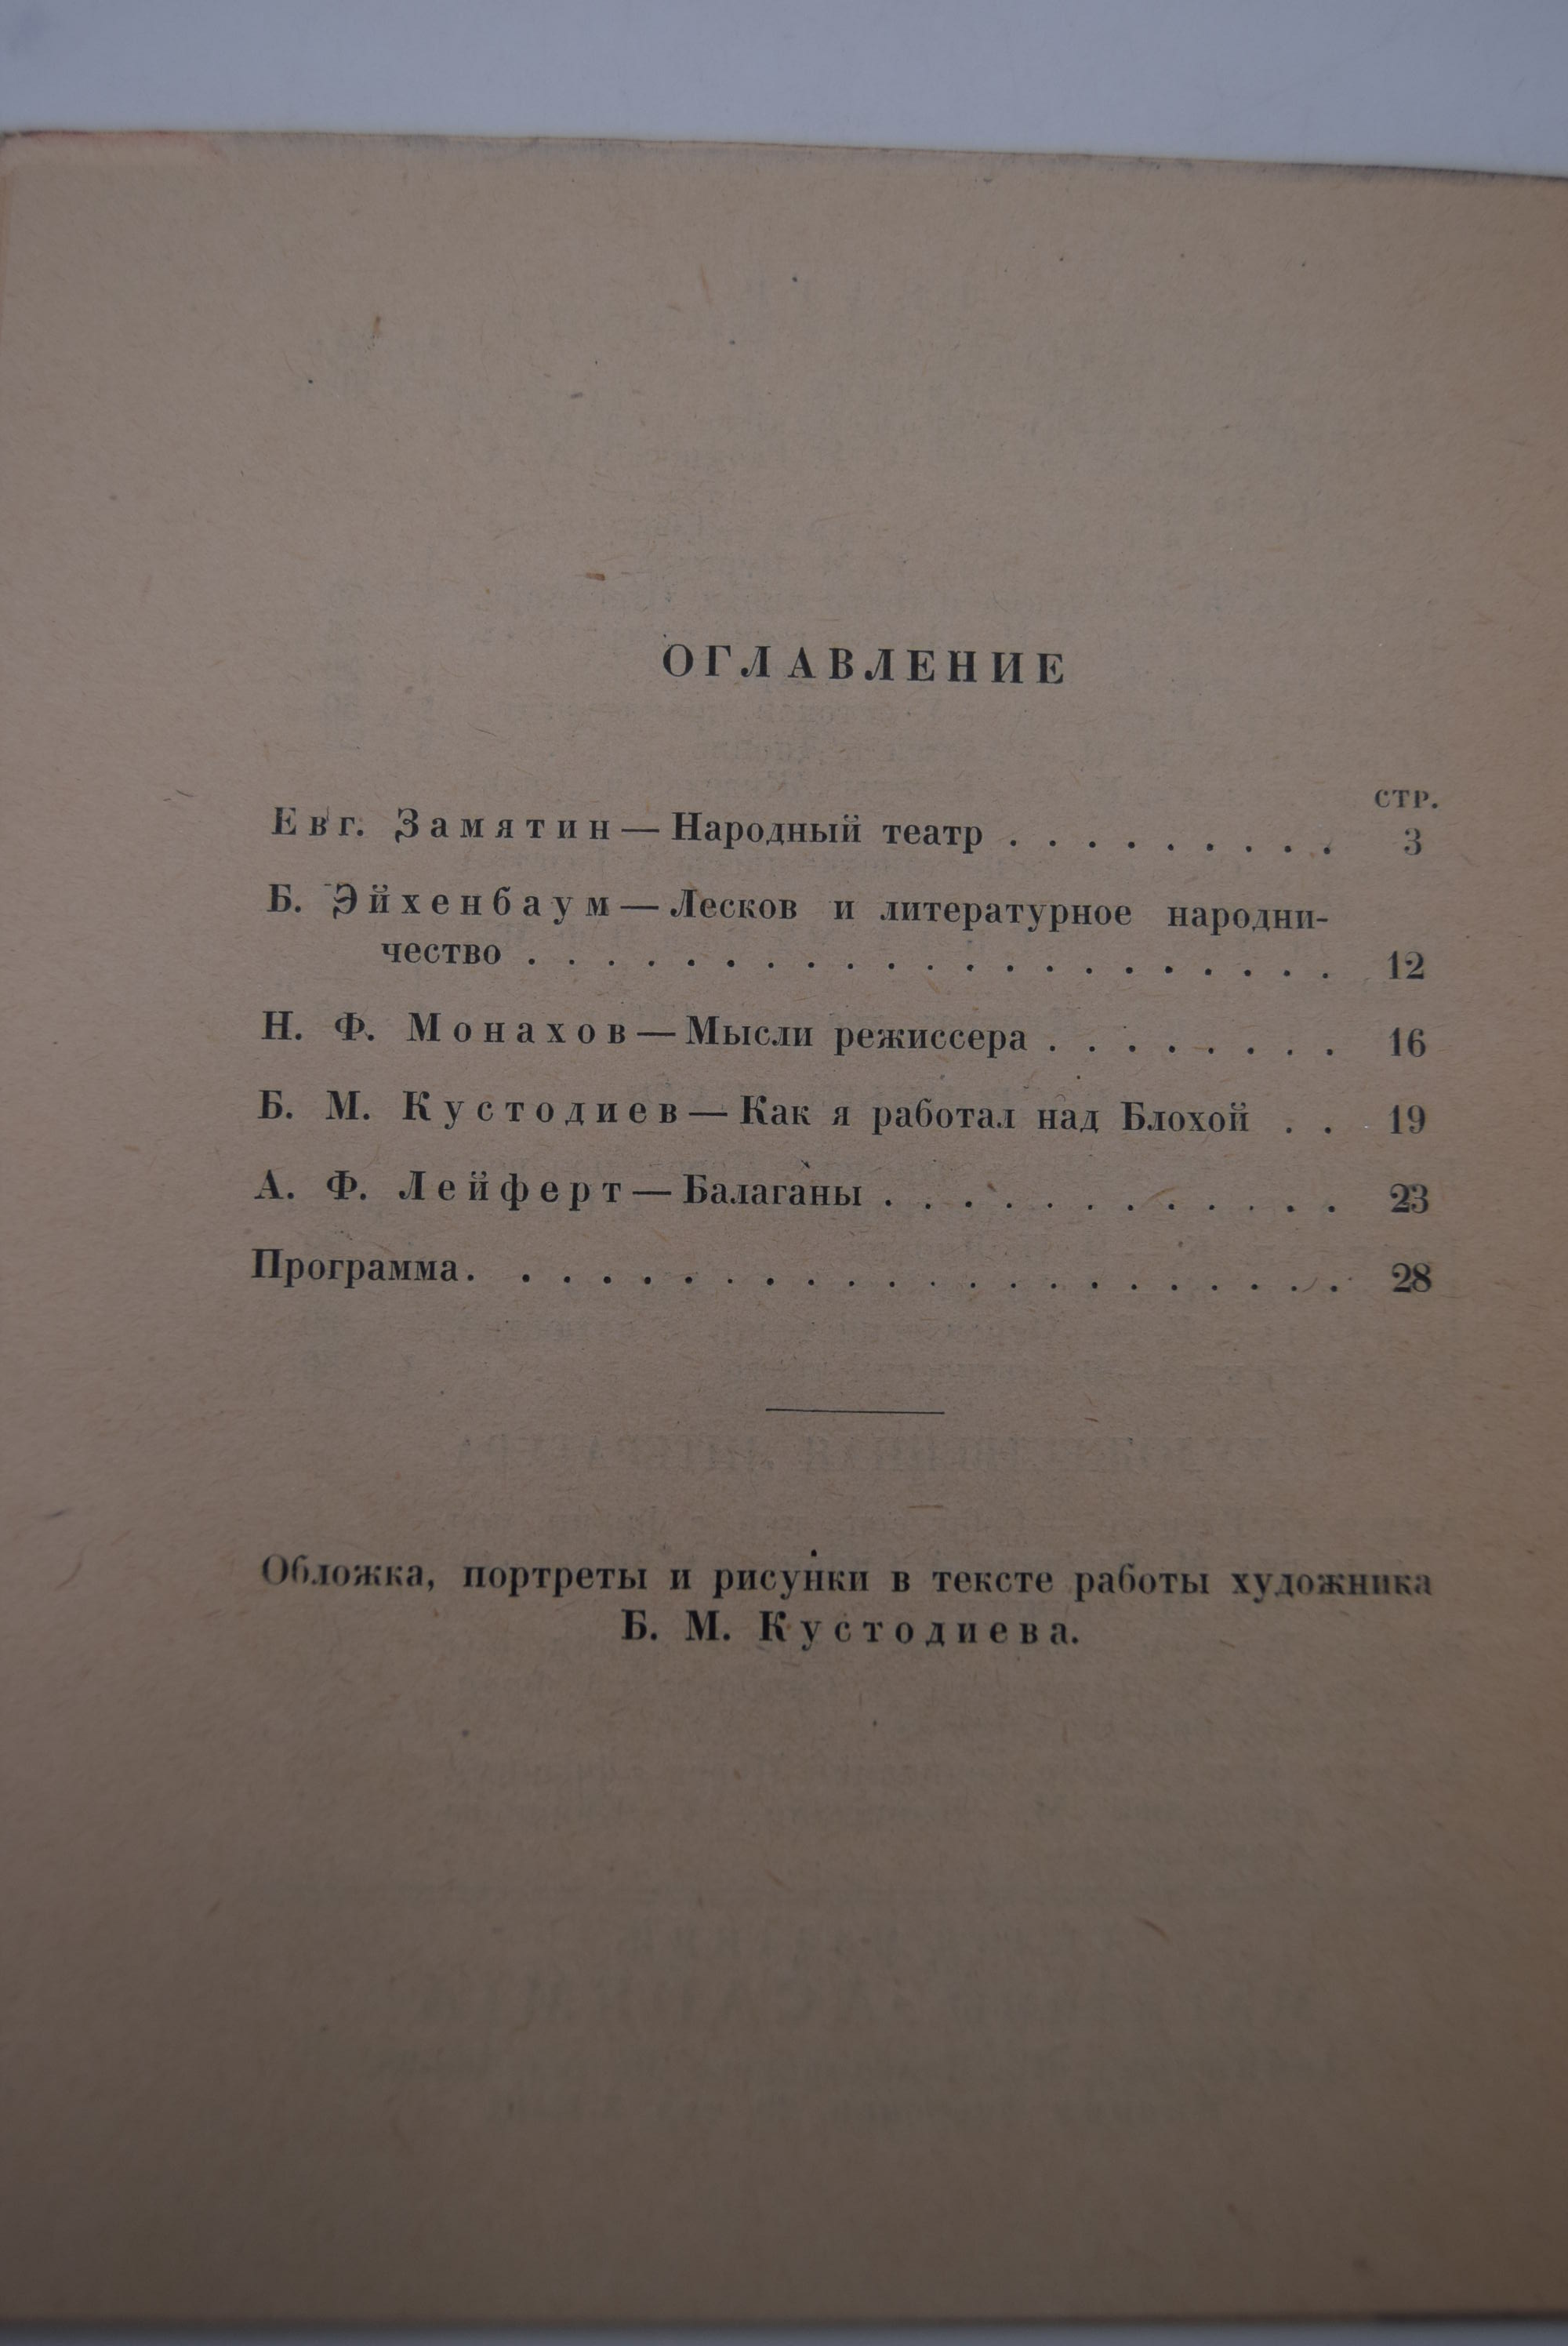 ОГЛАВЛЕНИЕ
СТР.
Евг. Замятин — Народный театр . . . . . . . . . 3
Б. Эйхенбаум — Лесков и литературное народни-
чество . . . . . . . . . . . . . . . . . . . . . 12
Н. Ф. Монахов — Мысли режиссера . . . . . . . . 16
Б. М. Кустодиев — Как я работал над Блохой . . 19
А. Ф. Лейферт — Балаганы . . . . . . . . . . . . 23
Программа. . . . . . . . . . . . . . . . . . . . . . 28
Обложка, портреты и рисунки в тексте работы художника
Б. М. Кустодиева.